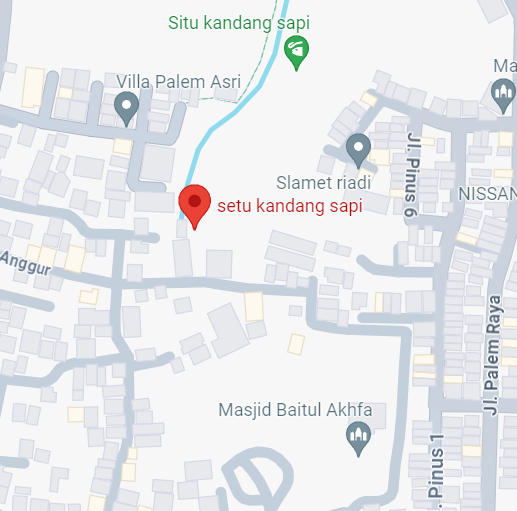 Situ kandang sapi
Villa Palem Asri
Ma
Jl. Pinus 6
Slamet riadi
NISSAN
setu kandang sapi
Anggur
Jl. Palem Raya
Masjid Baitul Akhfa
. Pinus 1